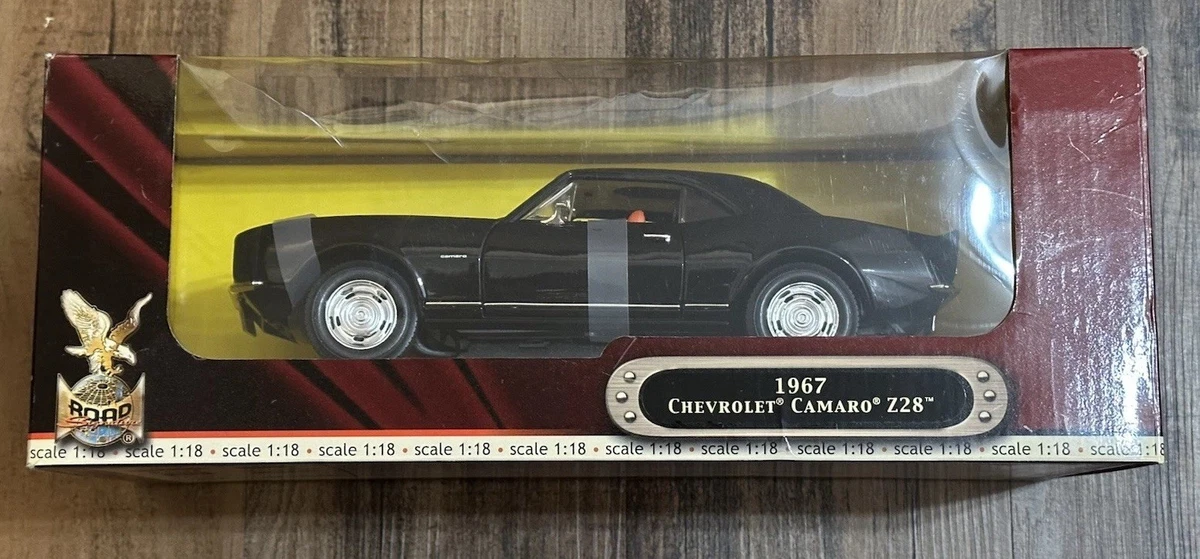 camaro
ROAD
Signature
®
1967
CHEVROLET® CAMARO® Z28™
scale 1:18 • scale 1:18 • scale 1:18 • scale 1:18 • scale 1:18 • scale 1:18 • scale 1:18 • scale 1:18 • scale 1:18 • scale 1:18 • scale 1:18 • scale 1:18